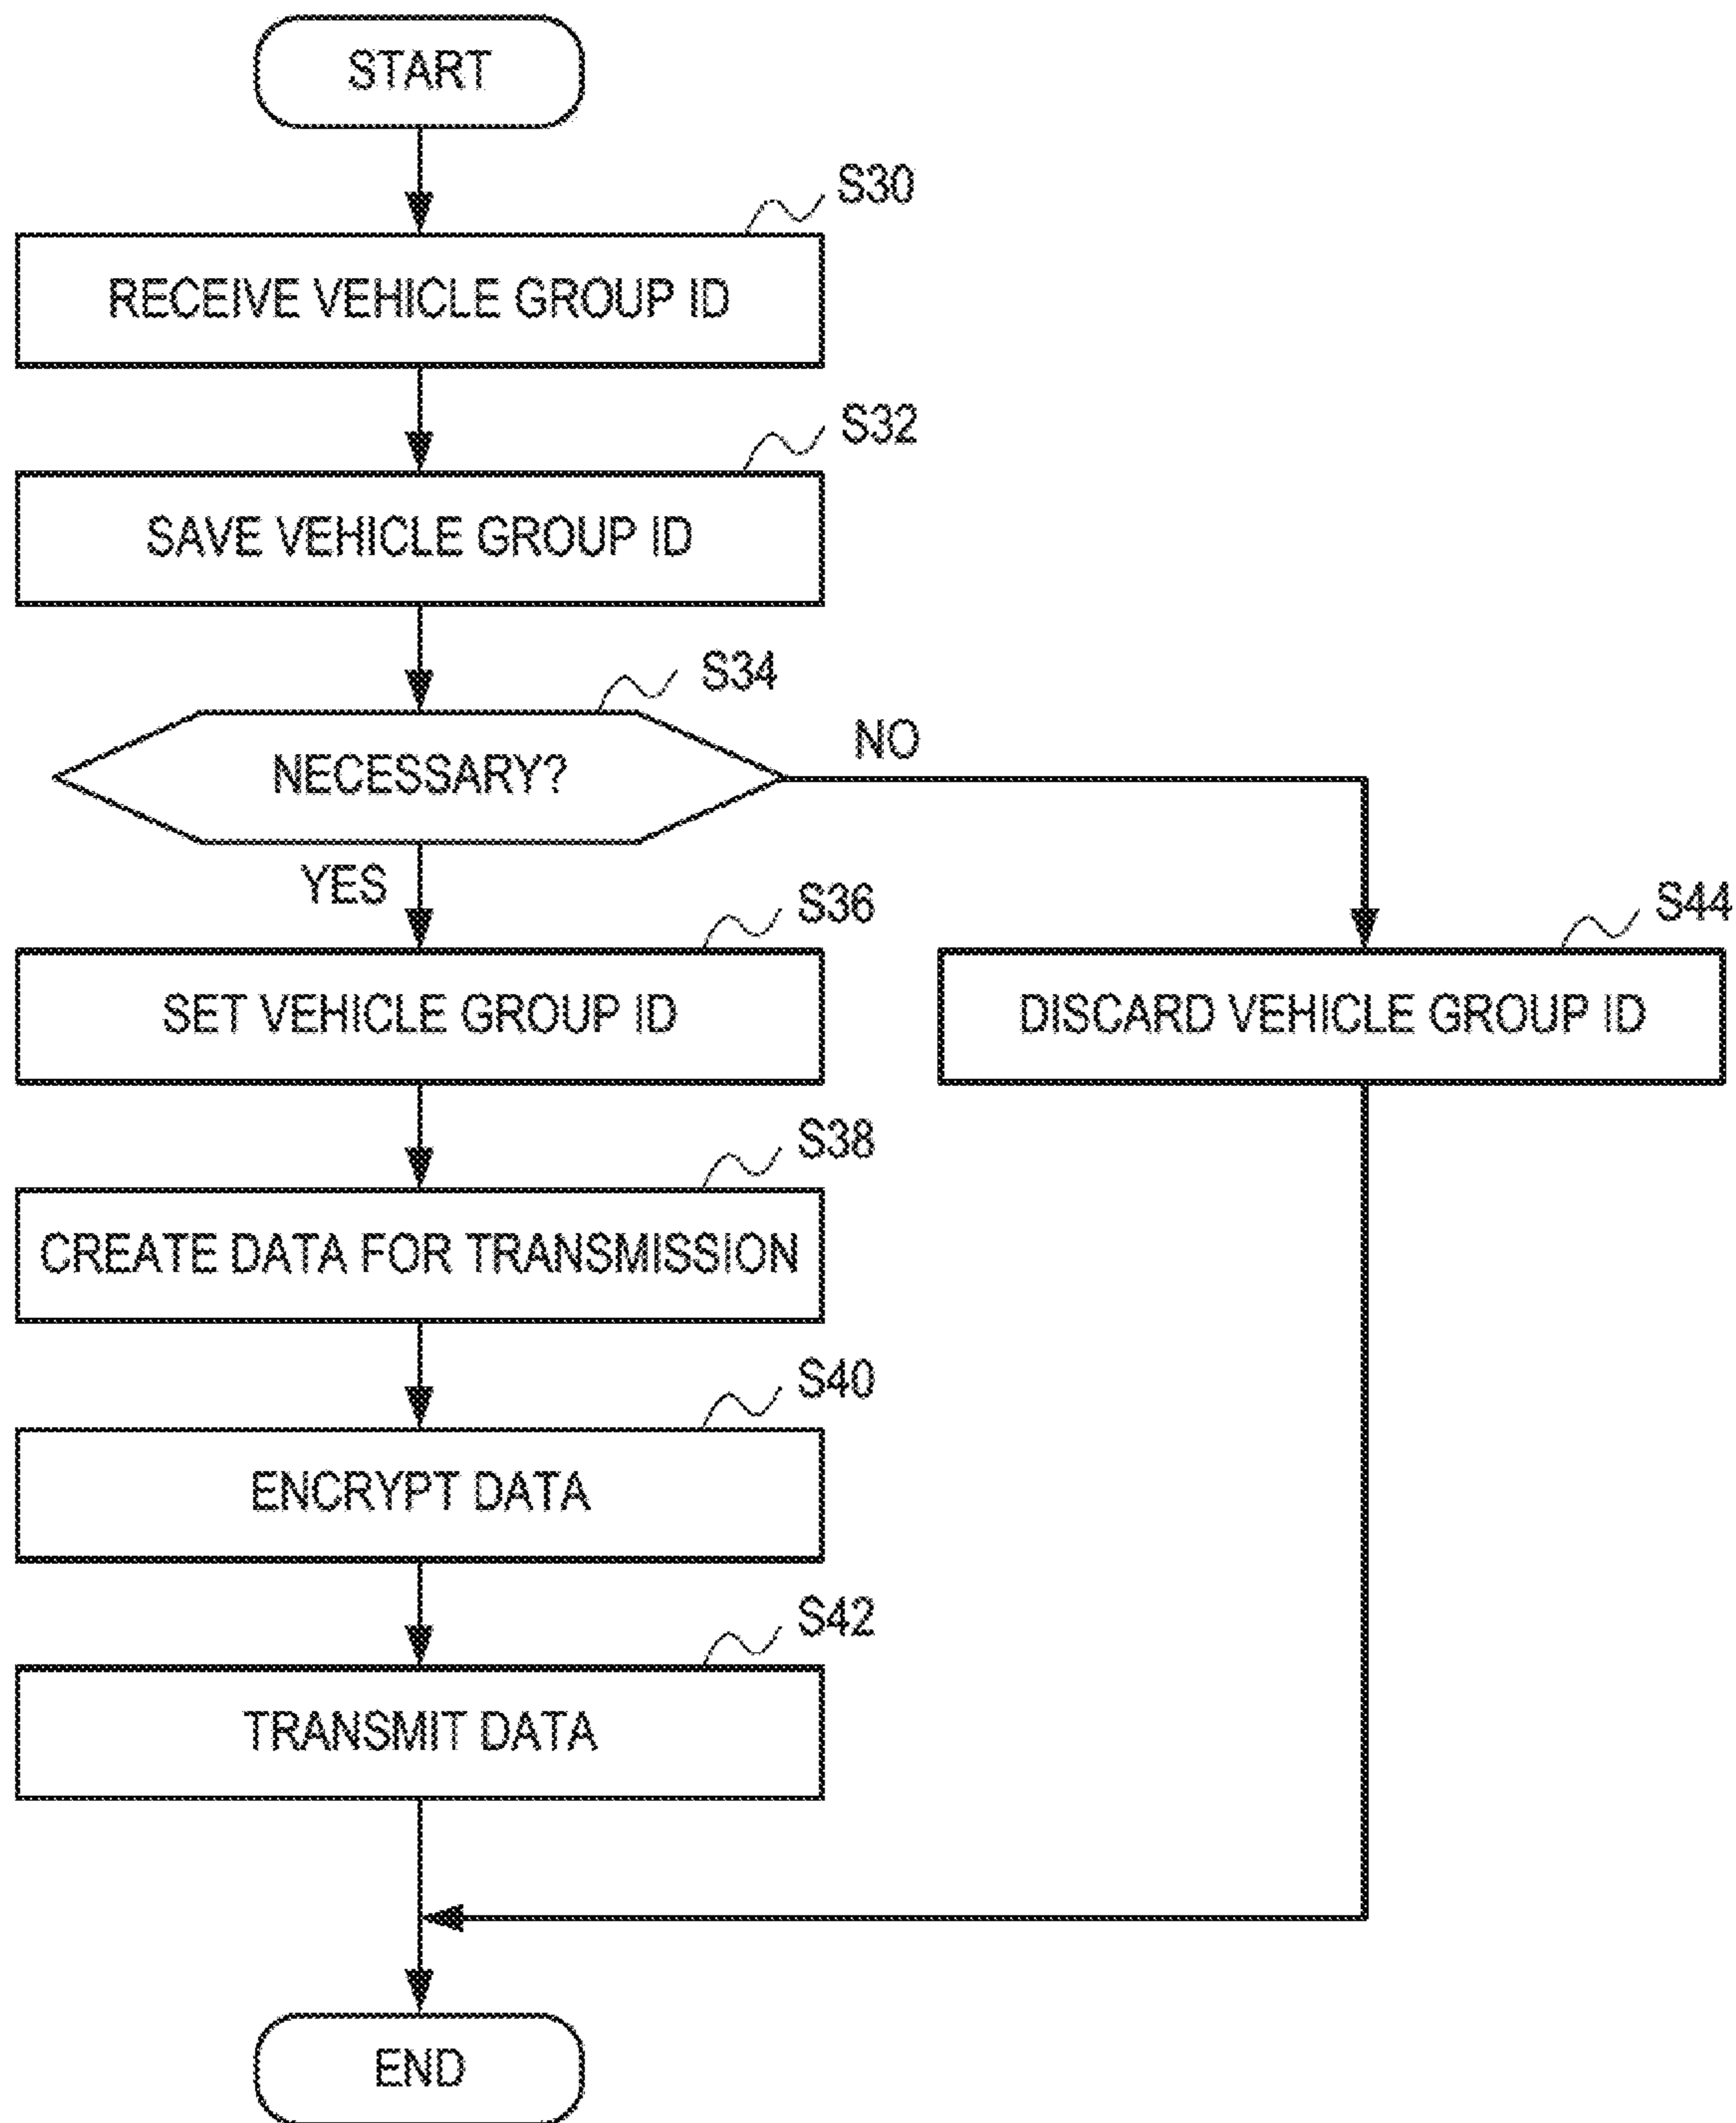 START
S30
RECEIVE VEHICLE GROUP ID
S32
SAVE VEHICLE GROUP ID
S34
NECESSARY?
NO
YES
S36
SET VEHICLE GROUP ID
S44
DISCARD VEHICLE GROUP ID
S38
CREATE DATA FOR TRANSMISSION
S40
ENCRYPT DATA
S42
TRANSMIT DATA
END